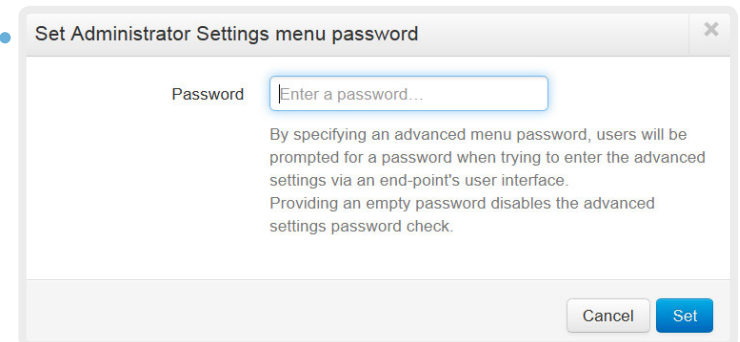 Set Administrator Settings menu password
×
Password
Enter a password...
By specifying an advanced menu password, users will be
prompted for a password when trying to enter the advanced
settings via an end-point's user interface.
Providing an empty password disables the advanced
settings password check.
Cancel
Set